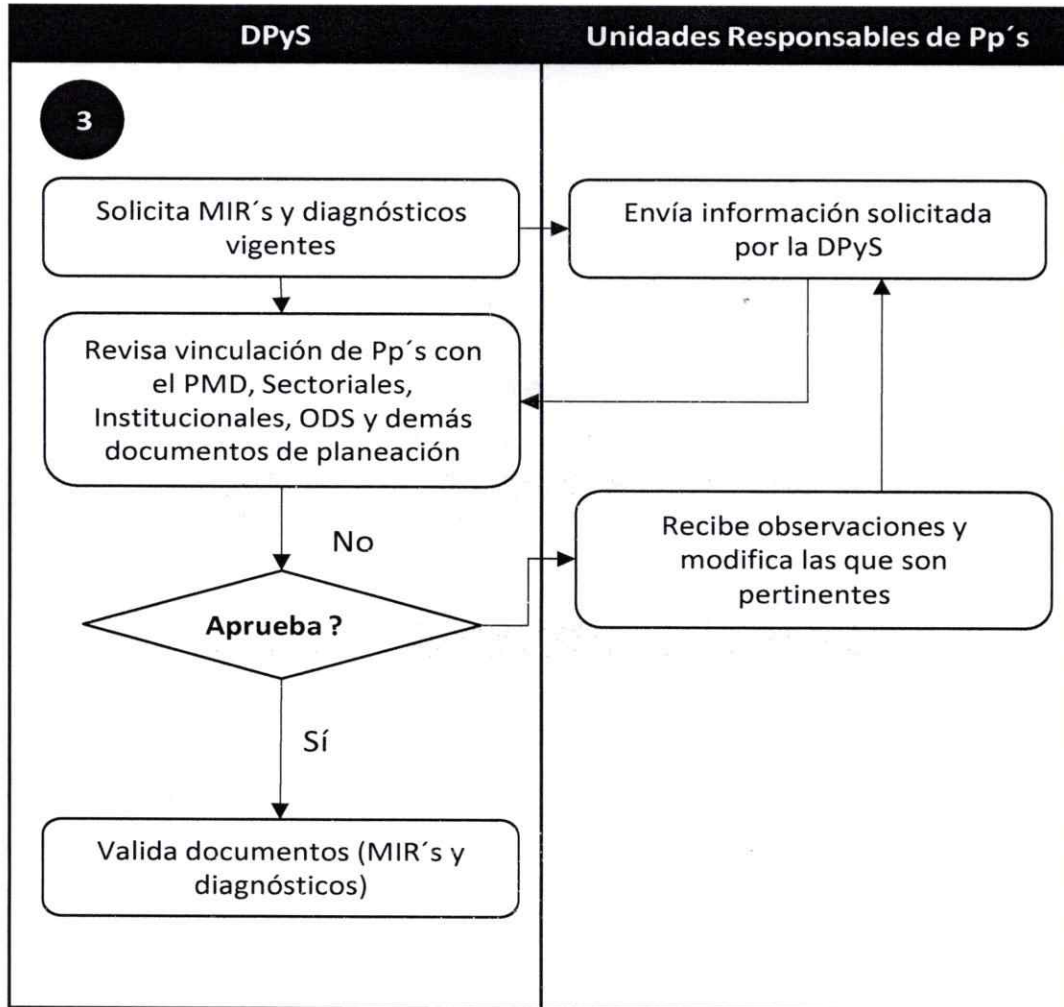 DPyS
Unidades Responsables de Pp´s
3
Solicita MIR´s y diagnósticos
vigentes
Envía información solicitada
por la DPyS
Revisa vinculación de Pp´s con
el PMD, Sectoriales,
Institucionales, ODS y demás
documentos de planeación
No
Recibe observaciones y
modifica las que son
pertinentes
Aprueba ?
Sí
Valida documentos (MIR´s y
diagnósticos)